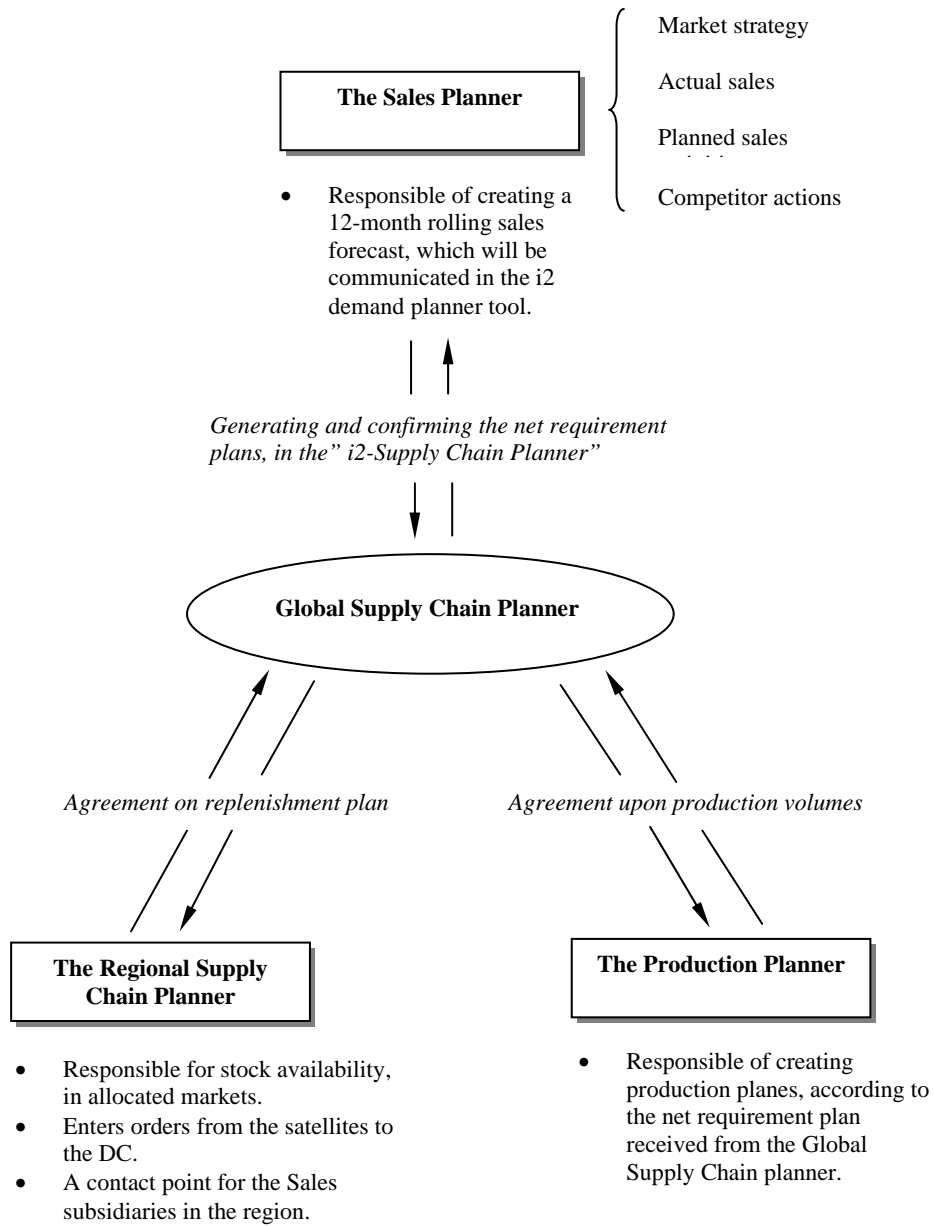 Market strategy
The Sales Planner
Actual sales
Planned sales
Competitor actions
• Responsible of creating a
12-month rolling sales
forecast, which will be
communicated in the i2
demand planner tool.
Generating and confirming the net requirement
plans, in the” i2-Supply Chain Planner”
Global Supply Chain Planner
Agreement on replenishment plan
Agreement upon production volumes
The Regional Supply
Chain Planner
• Responsible for stock availability,
in allocated markets.
• Enters orders from the satellites to
the DC.
• A contact point for the Sales
subsidiaries in the region.
The Production Planner
• Responsible of creating
production planes, according to
the net requirement plan
received from the Global
Supply Chain planner.